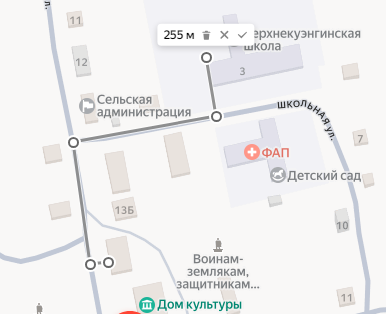 11
255 м
Верхнекуэнгинская
школа
12
3
Сельская
администрация
ШКОЛЬНАЯ ул.
7
ФАП
Детский сад
13Б
10
Воинам-
землякам,
защитникам...
11
Дом культуры